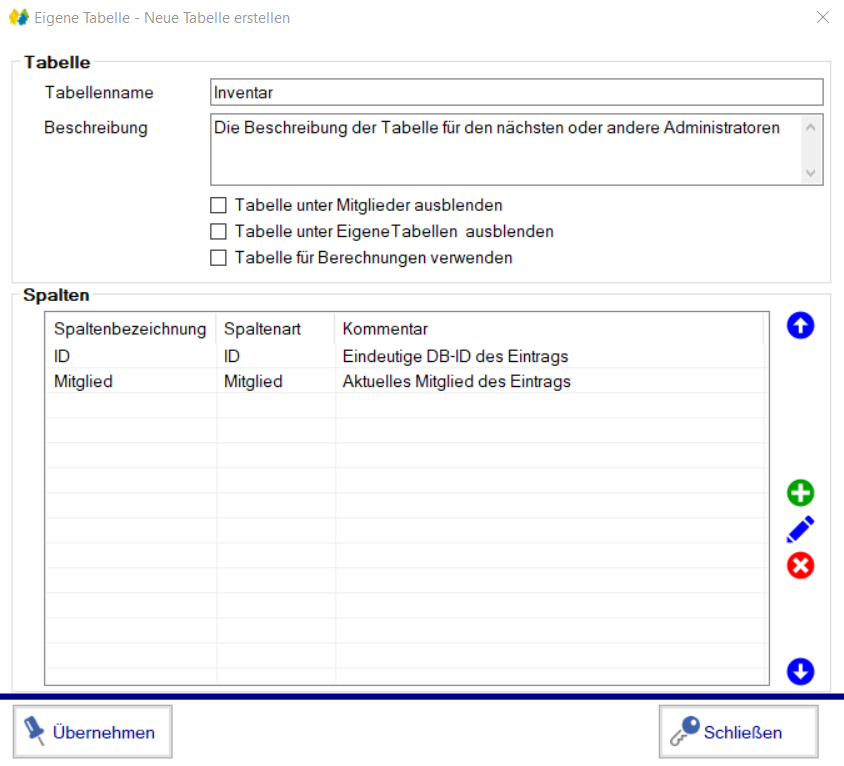 Eigene Tabelle - Neue Tabelle erstellen
Tabelle
Tabellenname Inventar
Beschreibung Die Beschreibung der Tabelle für den nächsten oder andere Administratoren
Tabelle unter Mitglieder ausblenden
Tabelle unter EigeneTabellen ausblenden
Tabelle für Berechnungen verwenden
Spalten
Spaltenbezeichnung Spaltenart Kommentar
ID ID Eindeutige DB-ID des Eintrags
Mitglied Mitglied Aktuelles Mitglied des Eintrags
Übernehmen Schließen